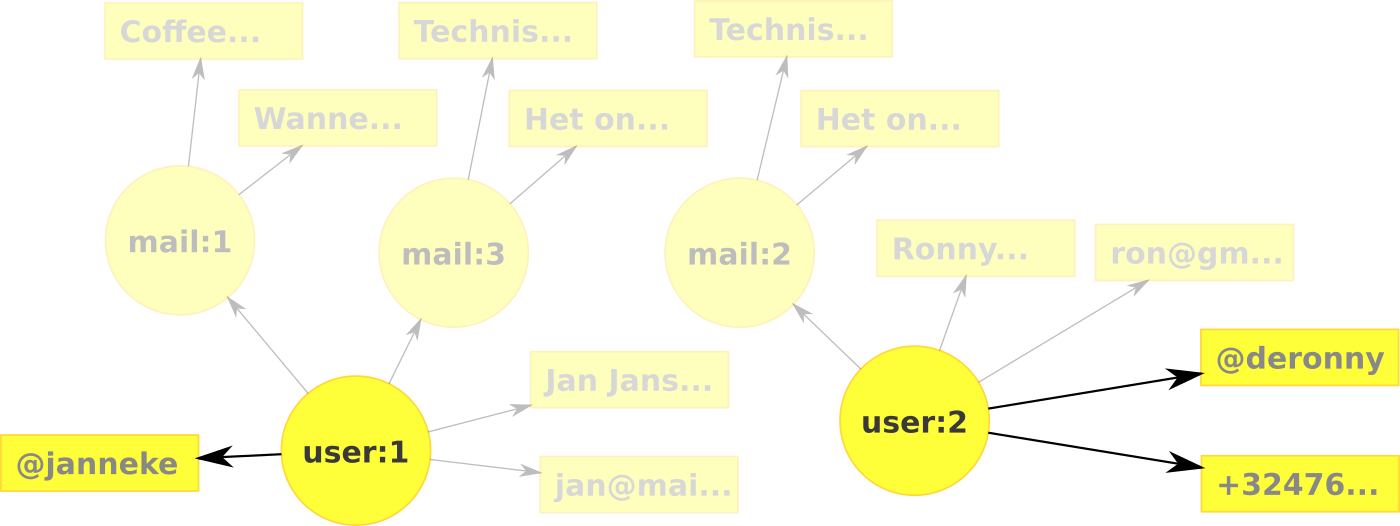 Coffee...
Technis...
Technis...
Wanne...
Het on...
Het on...
mail:1
mail:3
mail:2
Ronny...
ron@gm...
@deronny
Jan Jans...
user:2
user:1
@janneke
jan@mai...
+32476...